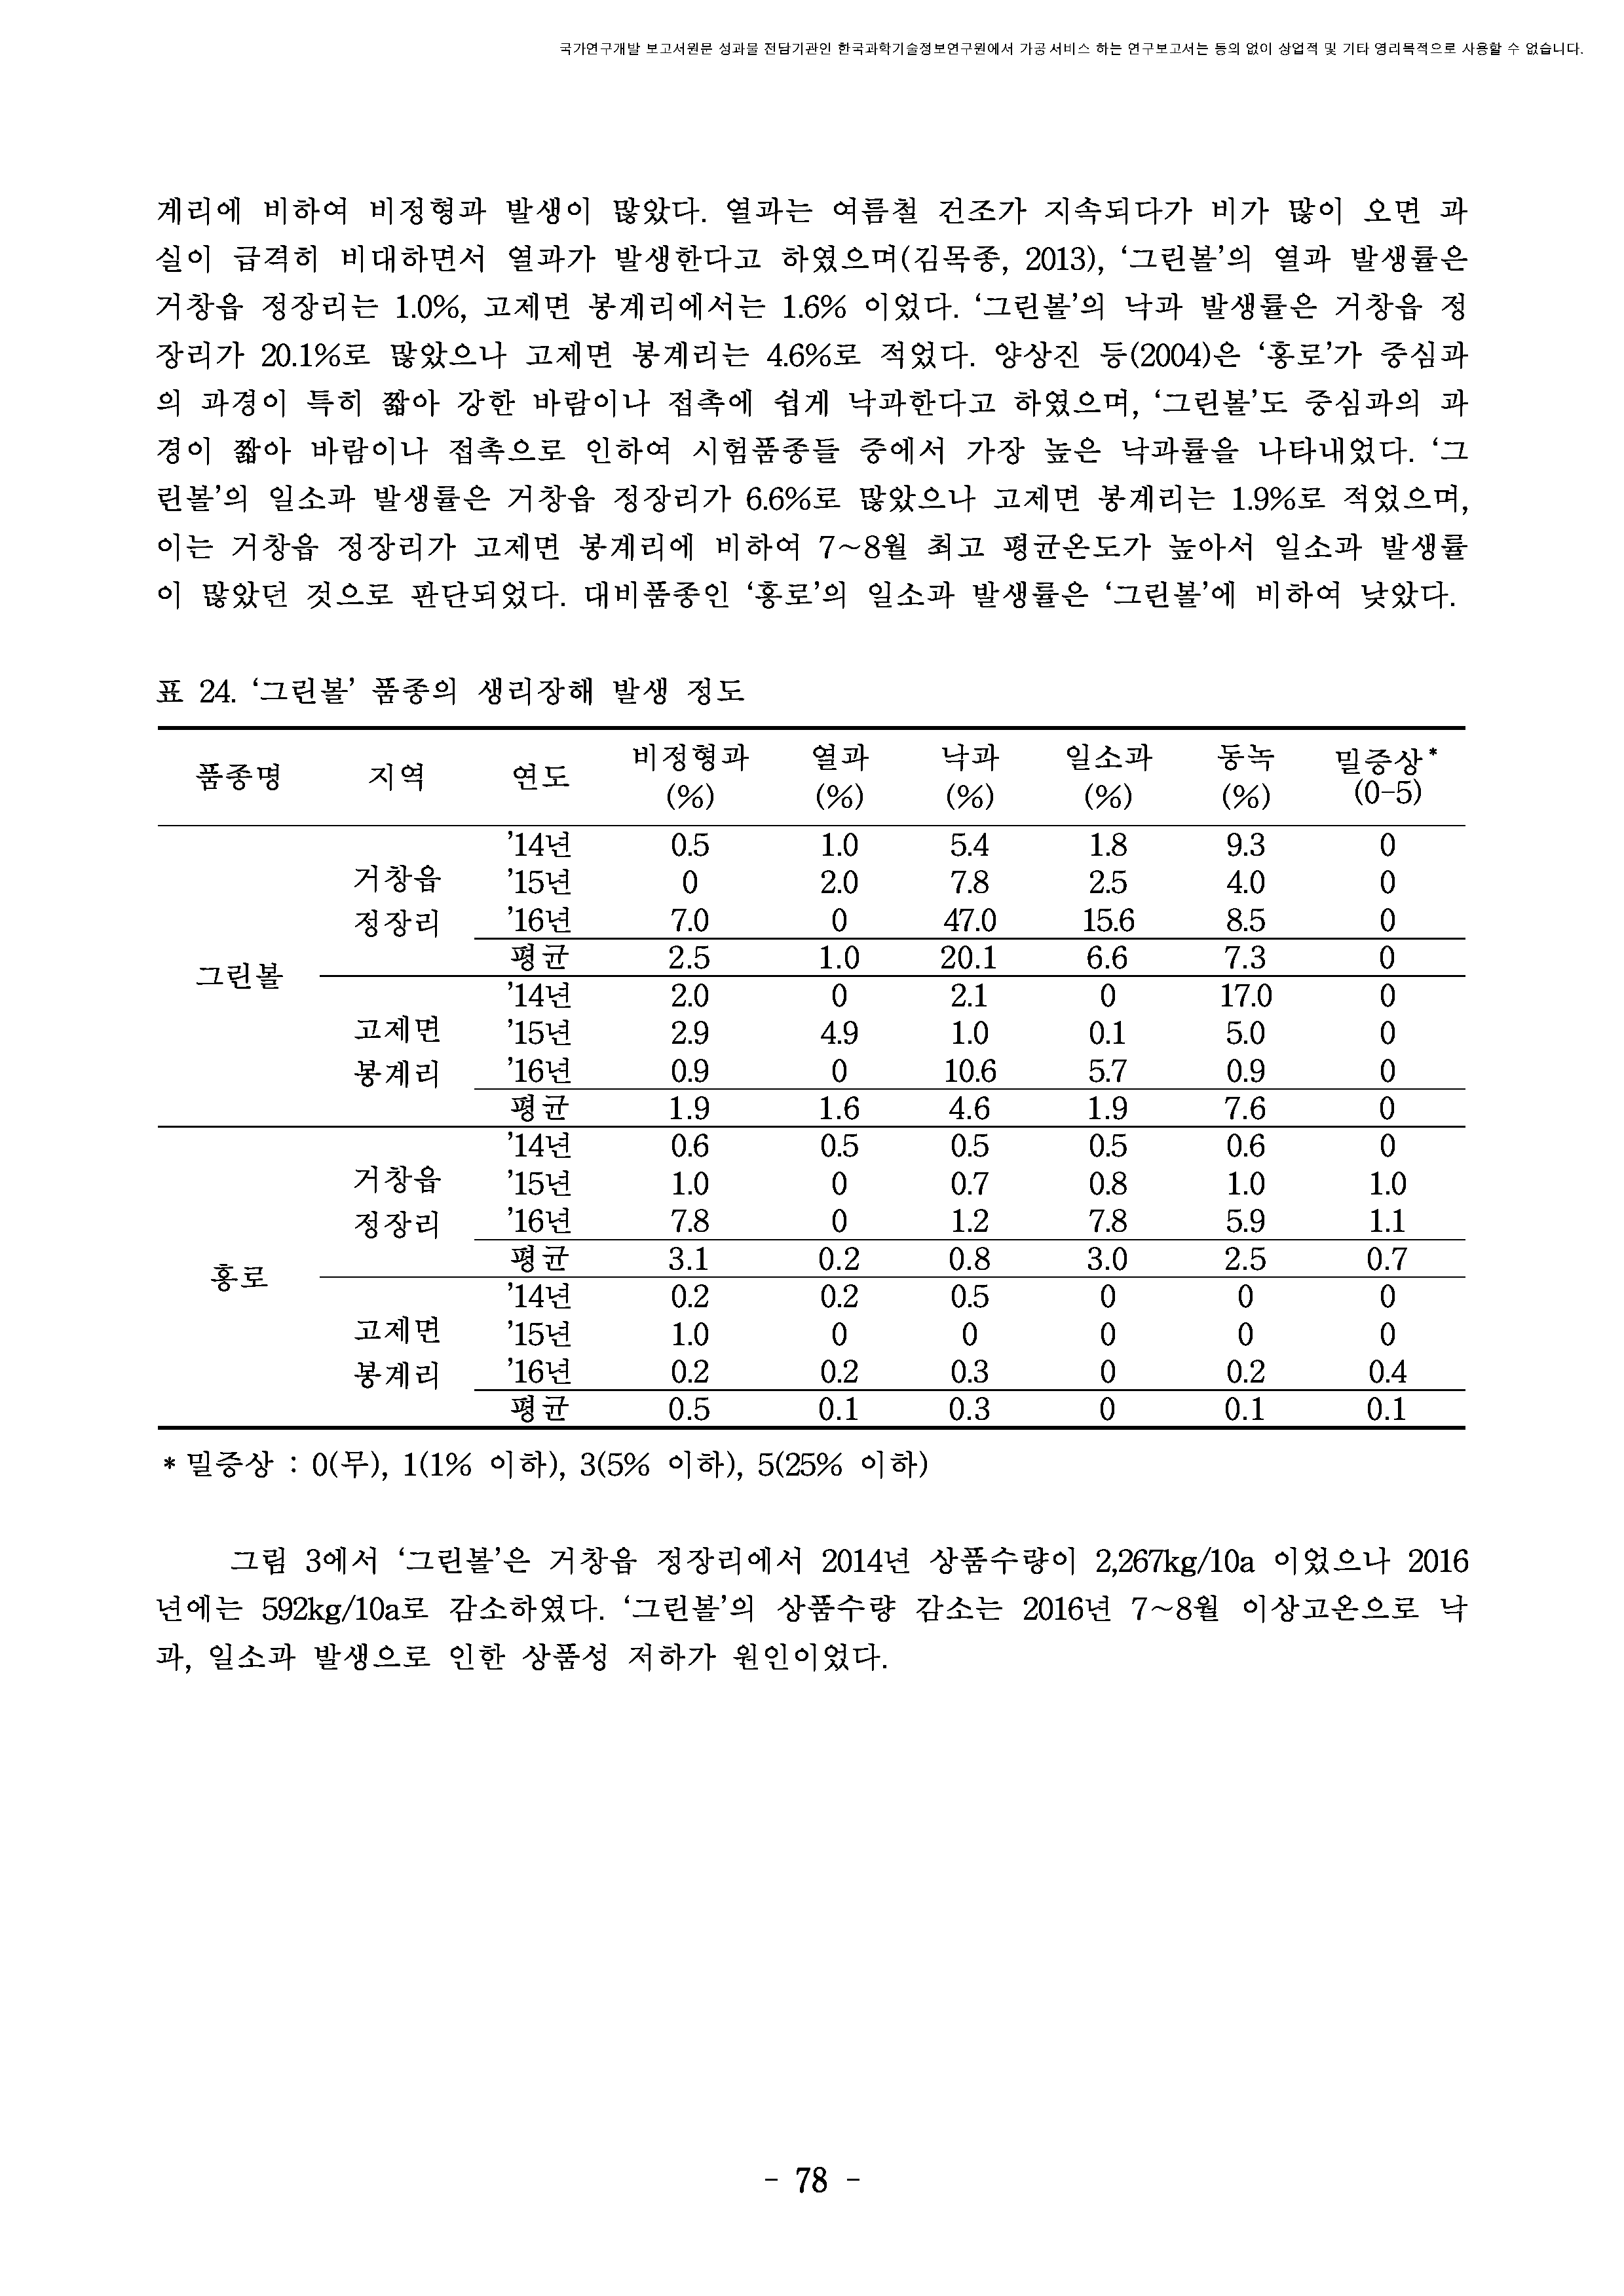 국가연구개발 보고서원문 성과물 전담기관인 한국과학기술정보연구원에서 가공·서비스 하는 연구보고서는 동의 없이 상업적 및 기타 영리목적으로 사용할 수 없습니다.
계리에 비하여 비정형과 발생이 많았다. 열과는 여름철 건조가 지속되다가 비가 많이 오면 과
실이 급격히 비대하면서 열과가 발생한다고 하였으며(김목종, 2013), ‘그린볼’의 열과 발생률은
거창읍 정장리는 1.0%, 고제면 봉계리에서는 1.6% 이었다. ‘그린볼’의 낙과 발생률은 거창읍 정
장리가 20.1%로 많았으나 고제면 봉계리는 4.6%로 적었다. 양상진 등(2004)은 ‘홍로’가 중심과
의 과경이 특히 짧아 강한 바람이나 접촉에 쉽게 낙과한다고 하였으며, ‘그린볼’도 중심과의 과
경이 짧아 바람이나 접촉으로 인하여 시험품종들 중에서 가장 높은 낙과률을 나타내었다. ‘그
린볼’의 일소과 발생률은 거창읍 정장리가 6.6%로 많았으나 고제면 봉계리는 1.9%로 적었으며,
이는 거창읍 정장리가 고제면 봉계리에 비하여 7~8월 최고 평균온도가 높아서 일소과 발생률
이 많았던 것으로 판단되었다. 대비품종인 ‘홍로’의 일소과 발생률은 ‘그린볼’에 비하여 낮았다.
표 24. ‘그린볼’ 품종의 생리장해 발생 정도
품종명 지역 연도 비정형과 열과 낙과 일소과 동녹 밀증상*
(%) (%) (%) (%) (%) (0-5)
’14년 0.5 1.0 5.4 1.8 9.3 0
거창읍 ’15년 0 2.0 7.8 2.5 4.0 0
정장리 ’16년 7.0 0 47.0 15.6 8.5 0
평균 2.5 1.0 20.1 6.6 7.3 0
그린볼
’14년 2.0 0 2.1 0 17.0 0
고제면 ’15년 2.9 4.9 1.0 0.1 5.0 0
봉계리 ’16년 0.9 0 10.6 5.7 0.9 0
평균 1.9 1.6 4.6 1.9 7.6 0
’14년 0.6 0.5 0.5 0.5 0.6 0
거창읍 ’15년 1.0 0 0.7 0.8 1.0 1.0
정장리 ’16년 7.8 0 1.2 7.8 5.9 1.1
평균 3.1 0.2 0.8 3.0 2.5 0.7
홍로
’14년 0.2 0.2 0.5 0 0 0
고제면 ’15년 1.0 0 0 0 0 0
봉계리 ’16년 0.2 0.2 0.3 0 0.2 0.4
평균 0.5 0.1 0.3 0 0.1 0.1
* 밀증상 : 0(무), 1(1% 이하), 3(5% 이하), 5(25% 이하)
그림 3에서 ‘그린볼’은 거창읍 정장리에서 2014년 상품수량이 2,267kg/10a 이었으나 2016
년에는 592kg/10a로 감소하였다. ‘그린볼’의 상품수량 감소는 2016년 7~8월 이상고온으로 낙
과, 일소과 발생으로 인한 상품성 저하가 원인이었다.
- 78 -